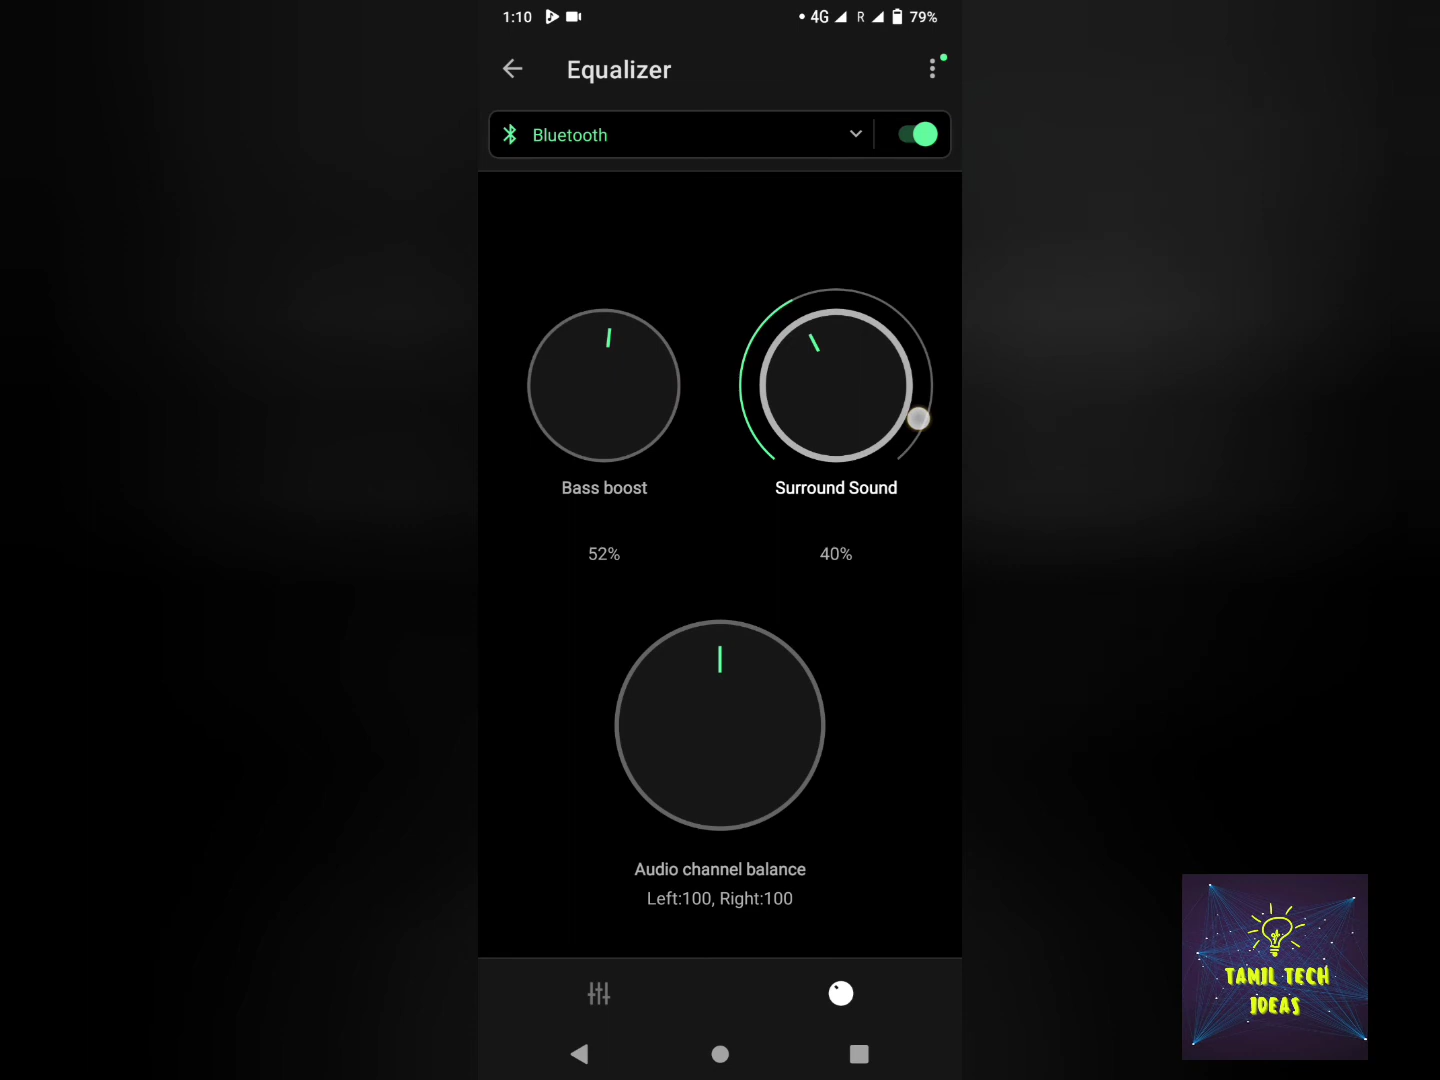 1:10
4G
R
79%
Equalizer
Bluetooth
Bass boost
Surround Sound
52%
40%
Audio channel balance
Left:100, Right:100
TAMIL TECH
IDEAS